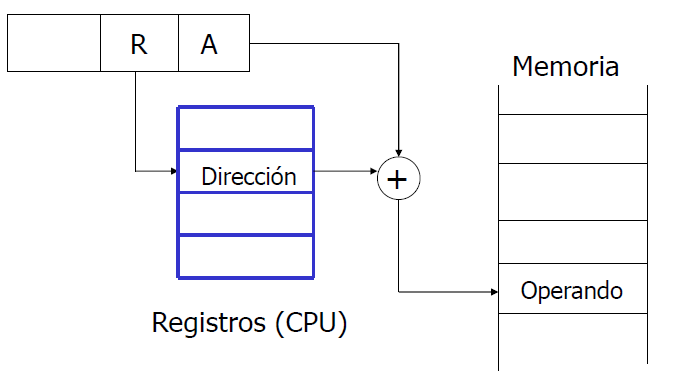 R A
Memoria
Dirección
+
Operando
Registros (CPU)